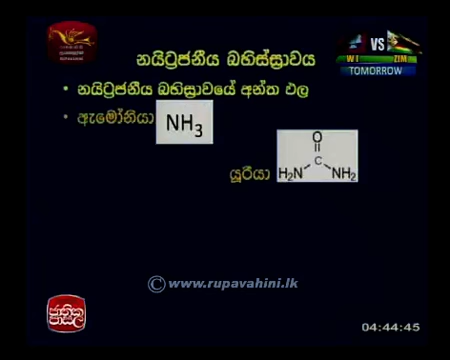 VS
WI ZIM
TOMORROW
නයිට්‍රජනීය බහිස්ස්‍රාවය
• නයිට්‍රජනීය බහිස්‍රාවයේ අන්ත ඵල
• ඇමෝනියා NH3
O
C
යූරියා H2N NH2
© www.rupavahini.lk
ජාතික
පාසල
04:44:45